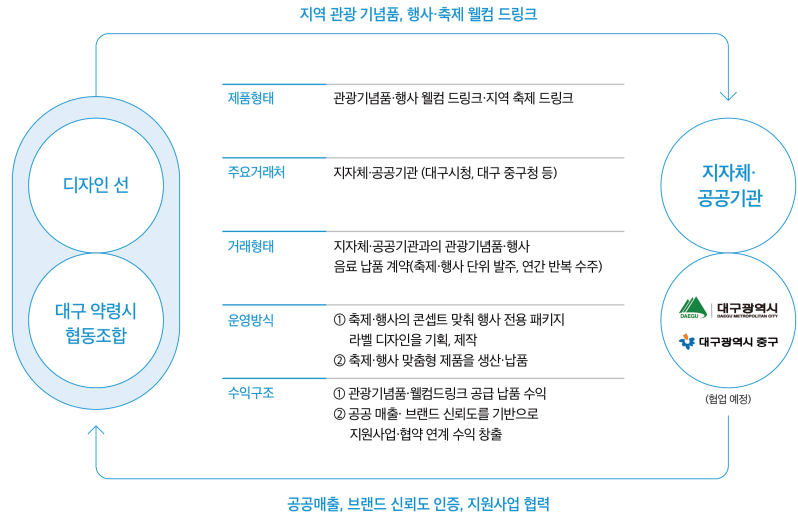 지역 관광 기념품, 행사·축제 웰컴 드링크
디자인 선
대구 약령시
협동조합
제품형태
관광기념품·행사 웰컴 드링크·지역 축제 드링크
주요거래처
지자체·공공기관 (대구시청, 대구 중구청 등)
거래형태
지자체·공공기관과의 관광기념품·행사
음료 납품 계약(축제·행사 단위 발주, 연간 반복 수주)
운영방식
① 축제·행사의 콘셉트 맞춰 행사 전용 패키지
라벨 디자인을 기획, 제작
② 축제·행사 맞춤형 제품을 생산·납품
수익구조
① 관광기념품·웰컴드링크 공급 납품 수익
② 공공 매출· 브랜드 신뢰도를 기반으로
지원사업·협약 연계 수익 창출
지자체·
공공기관
DAEGU
대구광역시
DAEGU METROPOLITAN CITY
대구광역시 중구
(협업 예정)
공공매출, 브랜드 신뢰도 인증, 지원사업 협력